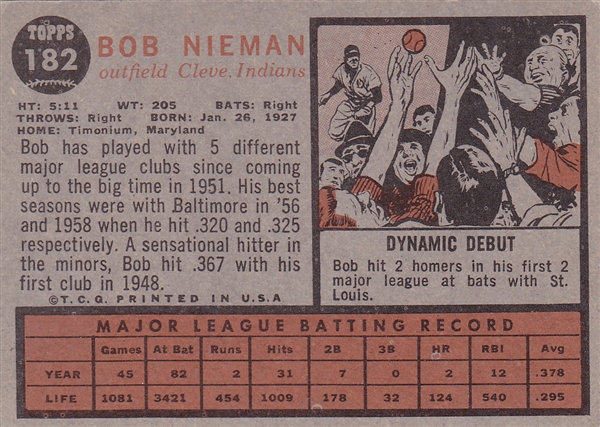 TOPPS
182
BOB NIEMAN
outfield Cleve. Indians
HT: 5:11 WT: 205 BATS: Right
THROWS: Right BORN: Jan. 26, 1927
HOME: Timonium, Maryland
Bob has played with 5 different
major league clubs since coming
up to the big time in 1951. His best
seasons were with Baltimore in '56
and 1958 when he hit .320 and .325
respectively. A sensational hitter in
the minors, Bob hit .367 with his
first club in 1948.
©T.C.G. PRINTED IN U.S.A
DYNAMIC DEBUT
Bob hit 2 homers in his first 2
major league at bats with St.
Louis.
MAJOR LEAGUE BATTING RECORD
Games At Bat Runs Hits 2B 3B HR RBI Avg
YEAR 45 82 2 31 7 0 2 12 .378
LIFE 1081 3421 454 1009 178 32 124 540 .295